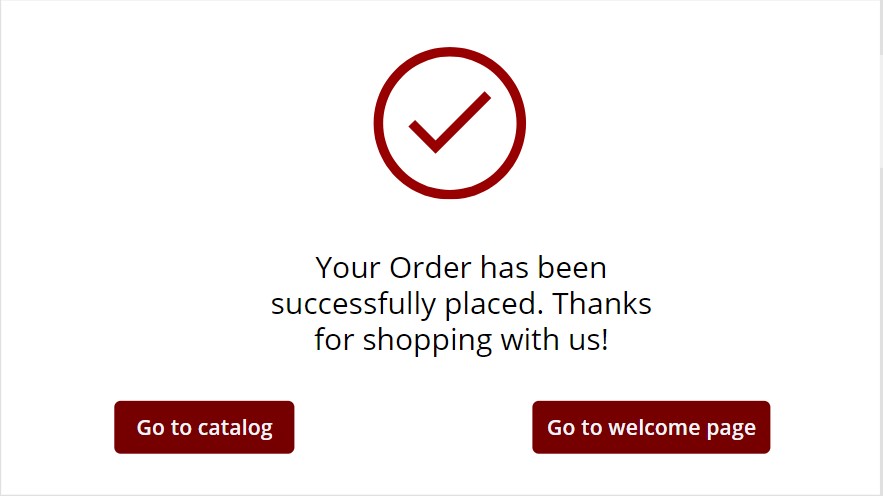 Your Order has been
successfully placed. Thanks
for shopping with us!
Go to catalog
Go to welcome page